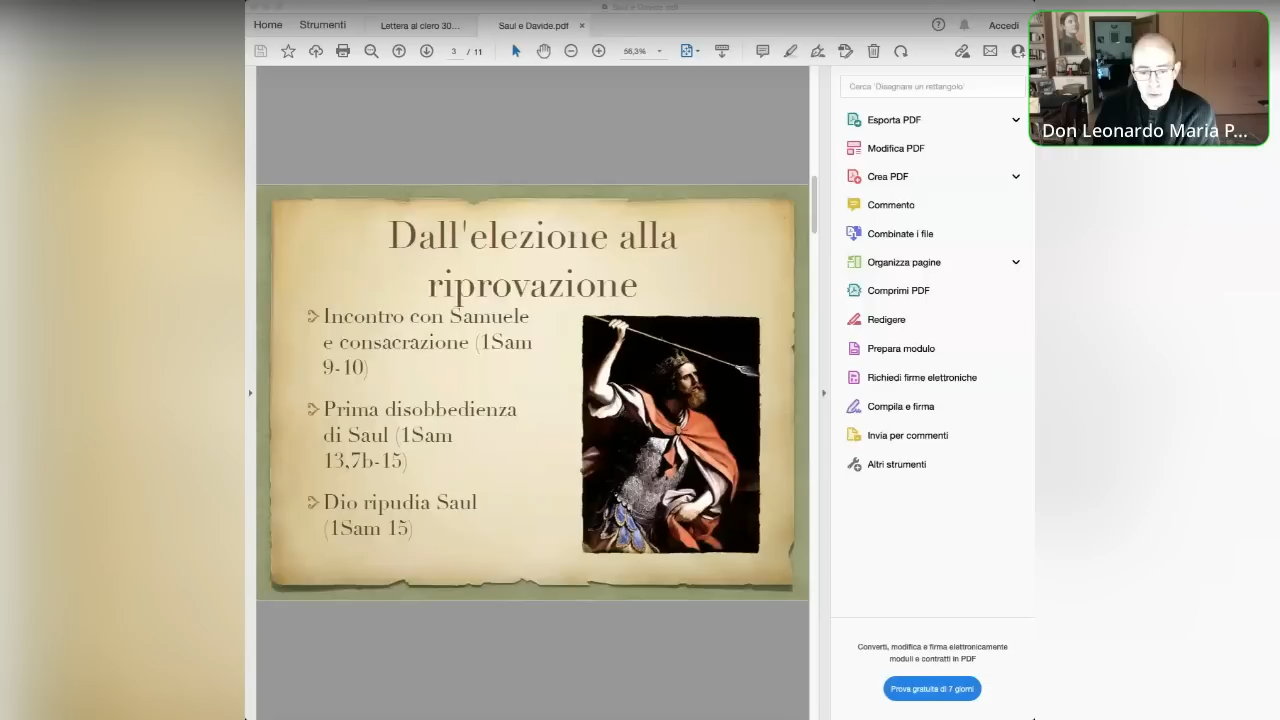 Saul e Davide.pdf
Home
Strumenti
Lettera al clero 30...
Saul e Davide.pdf
Accedi
3 / 11
56,3%
Cerca 'Disegnare un rettangolo'
Esporta PDF
Modifica PDF
Crea PDF
Commento
Combinate i file
Organizza pagine
Comprimi PDF
Redigere
Prepara modulo
Richiedi firme elettroniche
Compila e firma
Invia per commenti
Altri strumenti
Converti, modifica e firma elettronicamente
moduli e contratti in PDF
Prova gratuita di 7 giorni
Don Leonardo Maria P...
Dall'elezione alla
riprovazione
Incontro con Samuele
e consacrazione (1Sam
9-10)
Prima disobbedienza
di Saul (1Sam
13,7b-15)
Dio ripudia Saul
(1Sam 15)